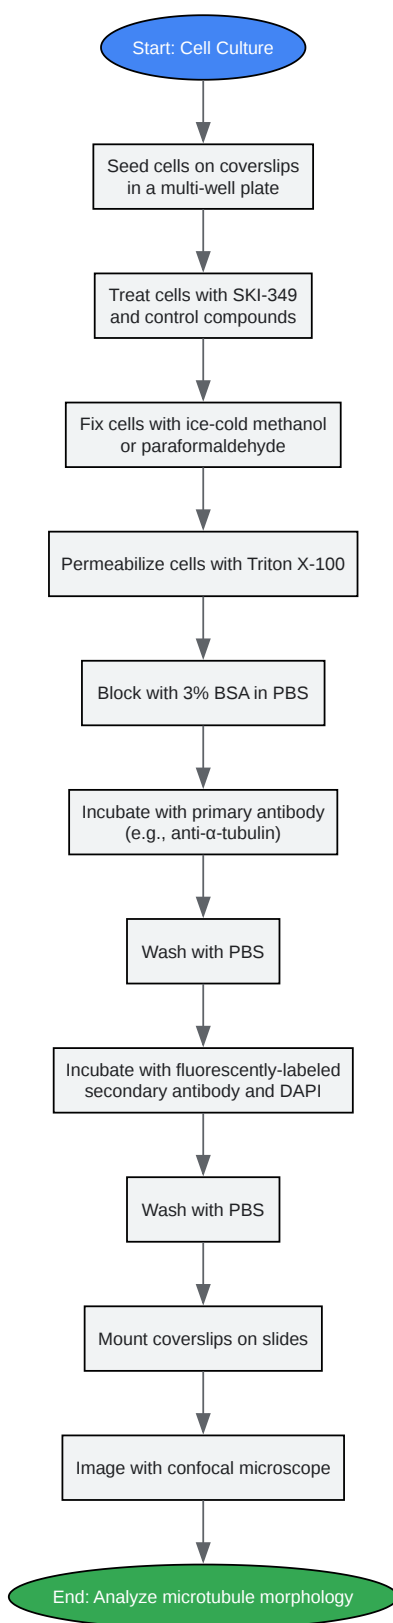 Start: Cell Culture
Seed cells on coverslips
in a multi-well plate
Treat cells with SKI-349
and control compounds
Fix cells with ice-cold methanol
or paraformaldehyde
Permeabilize cells with Triton X-100
Block with 3% BSA in PBS
Incubate with primary antibody
(e.g., anti-α-tubulin)
Wash with PBS
Incubate with fluorescently-labeled
secondary antibody and DAPI
Wash with PBS
Mount coverslips on slides
Image with confocal microscope
End: Analyze microtubule morphology